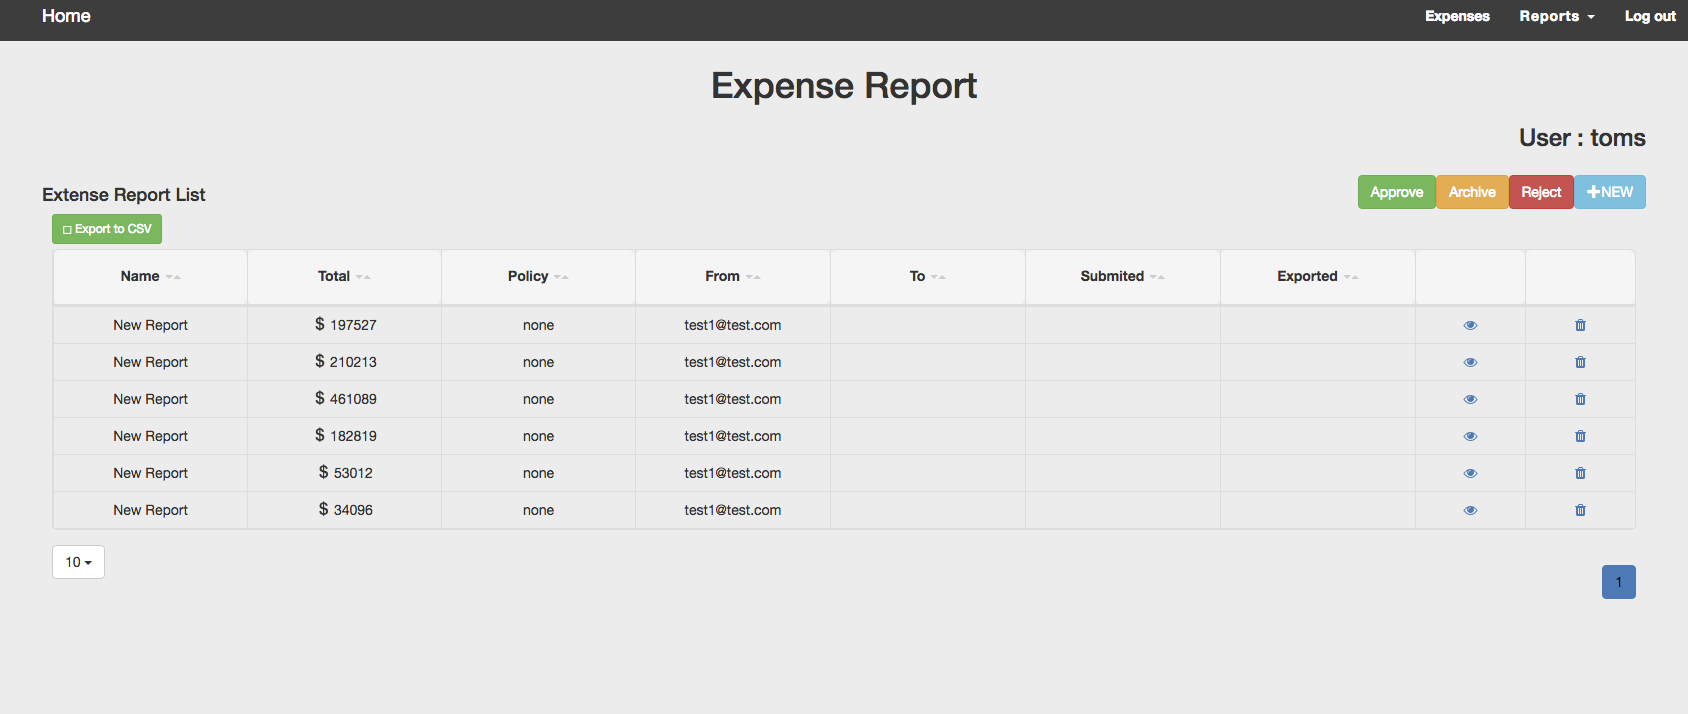 Home Expenses Reports Log out
Expense Report
User : toms
Extense Report List
Approve Archive Reject NEW
Export to CSV
Name Total Policy From To Submited Exported
New Report $ 197527 none test1@test.com
New Report $ 210213 none test1@test.com
New Report $ 461089 none test1@test.com
New Report $ 182819 none test1@test.com
New Report $ 53012 none test1@test.com
New Report $ 34096 none test1@test.com
10
1